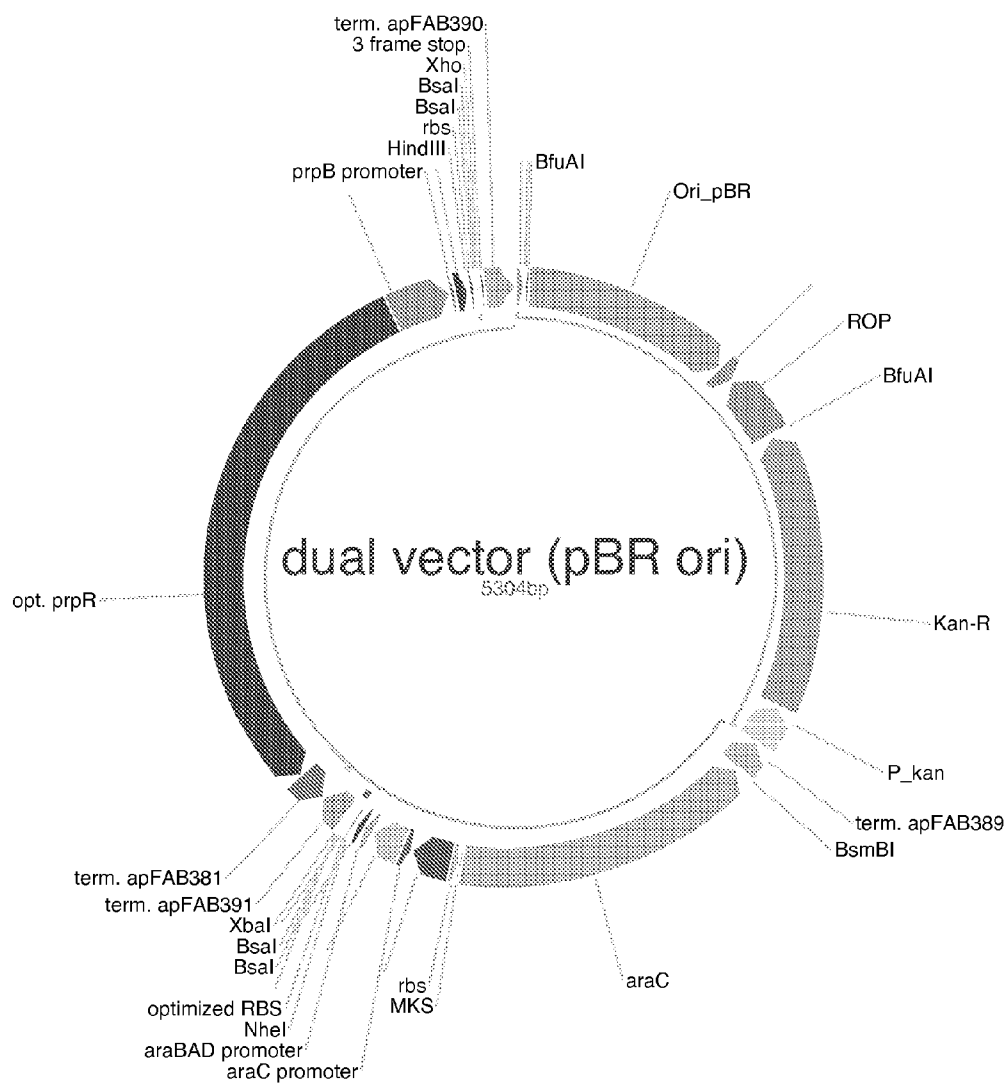 term. apFAB390
3 frame stop
Xho
BsaI
BsaI
rbs
HindIII
prpB promoter
BfuAI
Ori_pBR
ROP
BfuAI
dual vector (pBR ori)
5304bp
opt. prpR
Kan-R
P_kan
term. apFAB389
BsmBI
term. apFAB381
term. apFAB391
XbaI
BsaI
BsaI
araC
rbs
MKS
optimized RBS
NheI
araBAD promoter
araC promoter